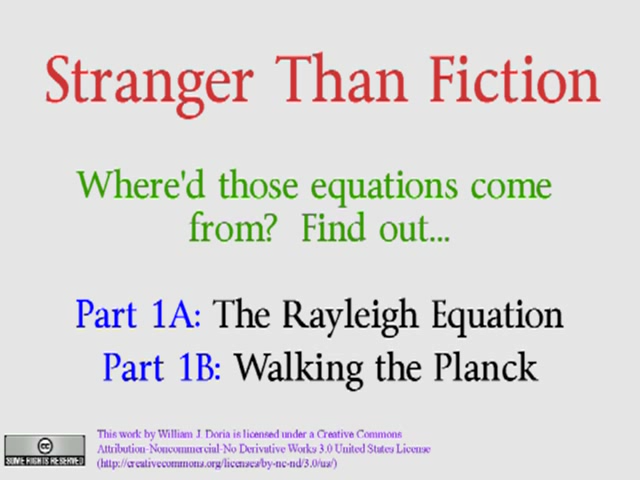 Stranger Than Fiction
Where'd those equations come
from?  Find out...
Part 1A: The Rayleigh Equation
Part 1B: Walking the Planck
This work by William J. Doria is licensed under a Creative Commons
Attribution-Noncommercial-No Derivative Works 3.0 United States License
(http://creativecommons.org/licenses/by-nc-nd/3.0/us/)
cc
SOME RIGHTS RESERVED